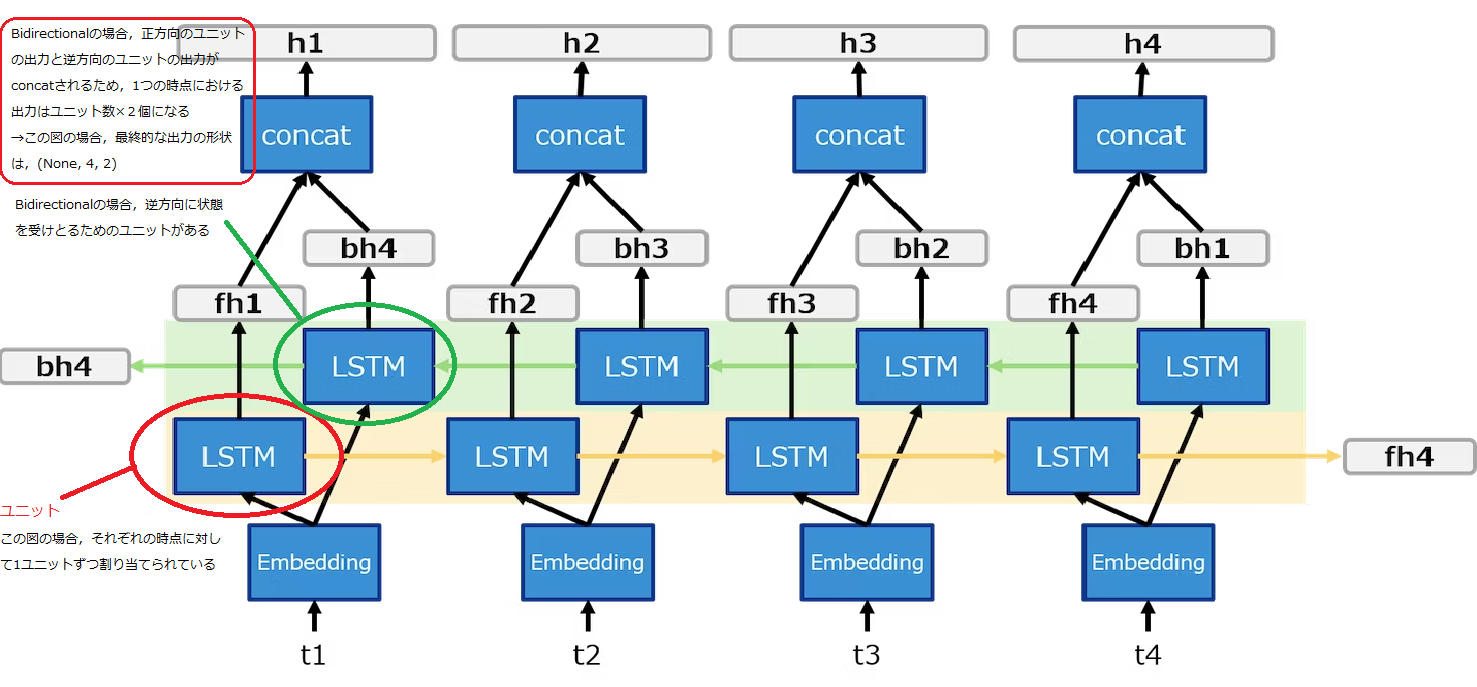 Bidirectionalの場合，正方向のユニット
の出力と逆方向のユニットの出力が
concatされるため，1つの時点における
出力はユニット数×２個になる
→この図の場合，最終的な出力の形状
は，(None, 4, 2)
h1
h2
h3
h4
concat
concat
concat
concat
Bidirectionalの場合，逆方向に状態
を受けとるためのユニットがある
bh4
bh3
bh2
bh1
fh1
fh2
fh3
fh4
bh4
LSTM
LSTM
LSTM
LSTM
LSTM
LSTM
LSTM
LSTM
fh4
ユニット
この図の場合，それぞれの時点に対し
て1ユニットずつ割り当てられている
Embedding
Embedding
Embedding
Embedding
t1
t2
t3
t4